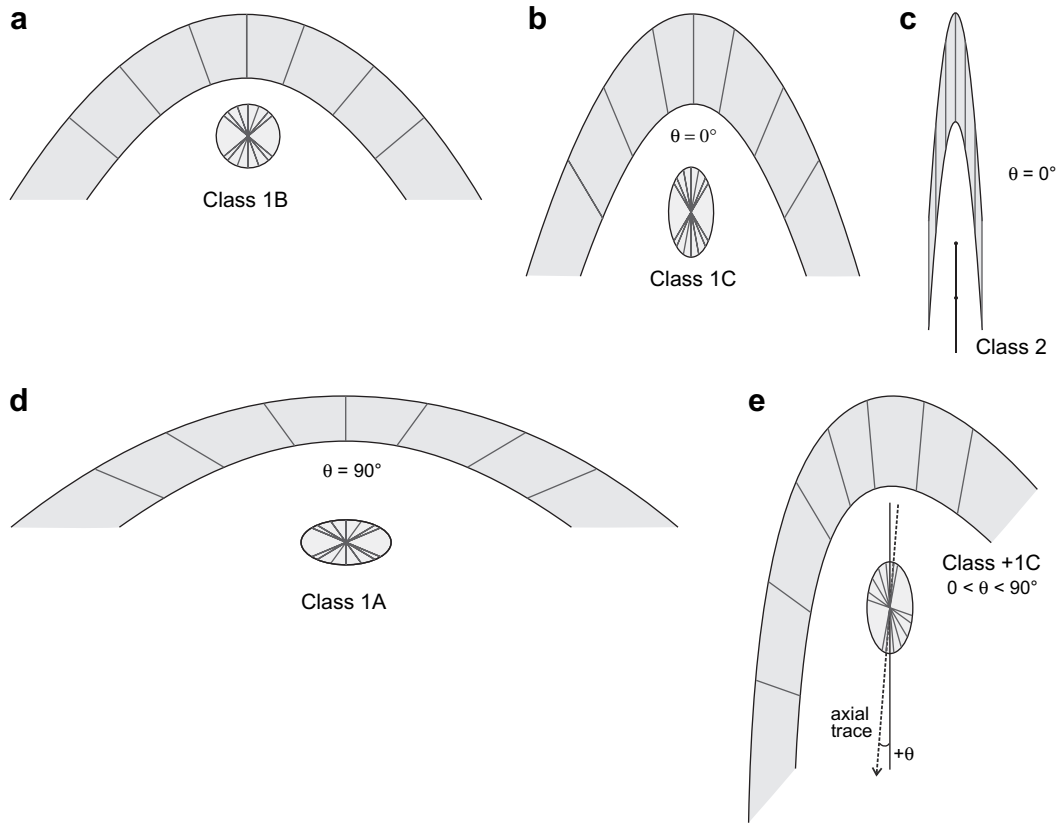 a
Class 1B
b
θ = 0°
Class 1C
c
θ = 0°
Class 2
d
θ = 90°
Class 1A
e
Class +1C
0 < θ < 90°
axial
trace
+θ